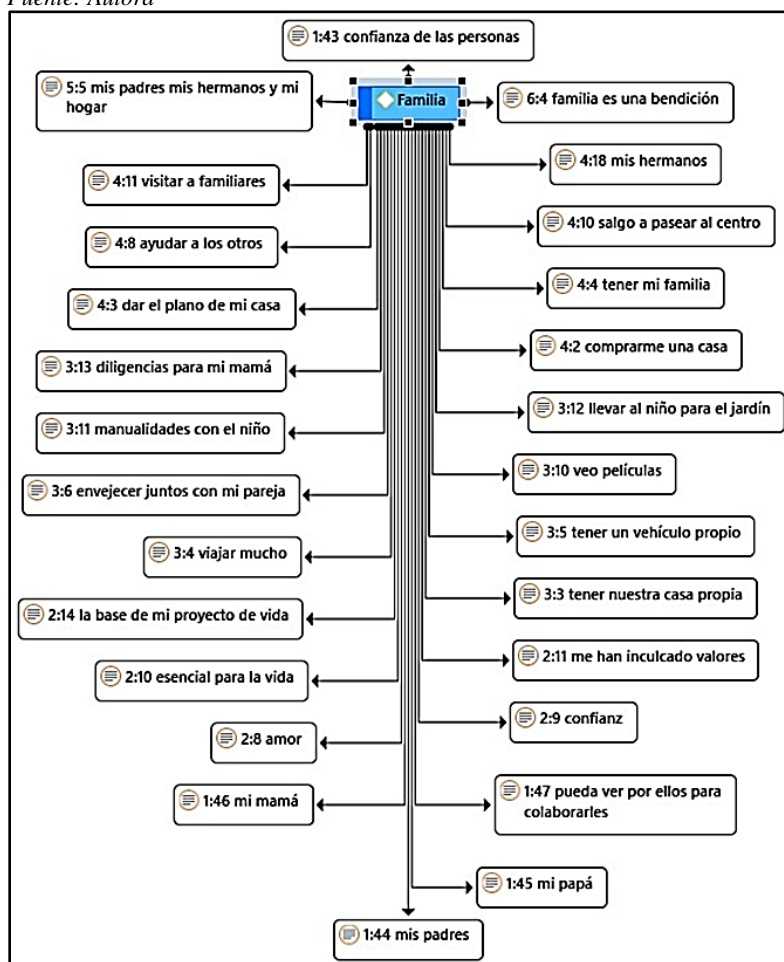 Fuente: Autora
1:43 confianza de las personas
5:5 mis padres mis hermanos y mi
hogar
Familia
6:4 familia es una bendición
4:18 mis hermanos
4:11 visitar a familiares
4:10 salgo a pasear al centro
4:8 ayudar a los otros
4:4 tener mi familia
4:3 dar el plano de mi casa
4:2 comprarme una casa
3:13 diligencias para mi mamá
3:12 llevar al niño para el jardín
3:11 manualidades con el niño
3:10 veo películas
3:6 envejecer juntos con mi pareja
3:5 tener un vehículo propio
3:4 viajar mucho
3:3 tener nuestra casa propia
2:14 la base de mi proyecto de vida
2:11 me han inculcado valores
2:10 esencial para la vida
2:9 confianz
2:8 amor
1:47 pueda ver por ellos para
colaborarles
1:46 mi mamá
1:45 mi papá
1:44 mis padres